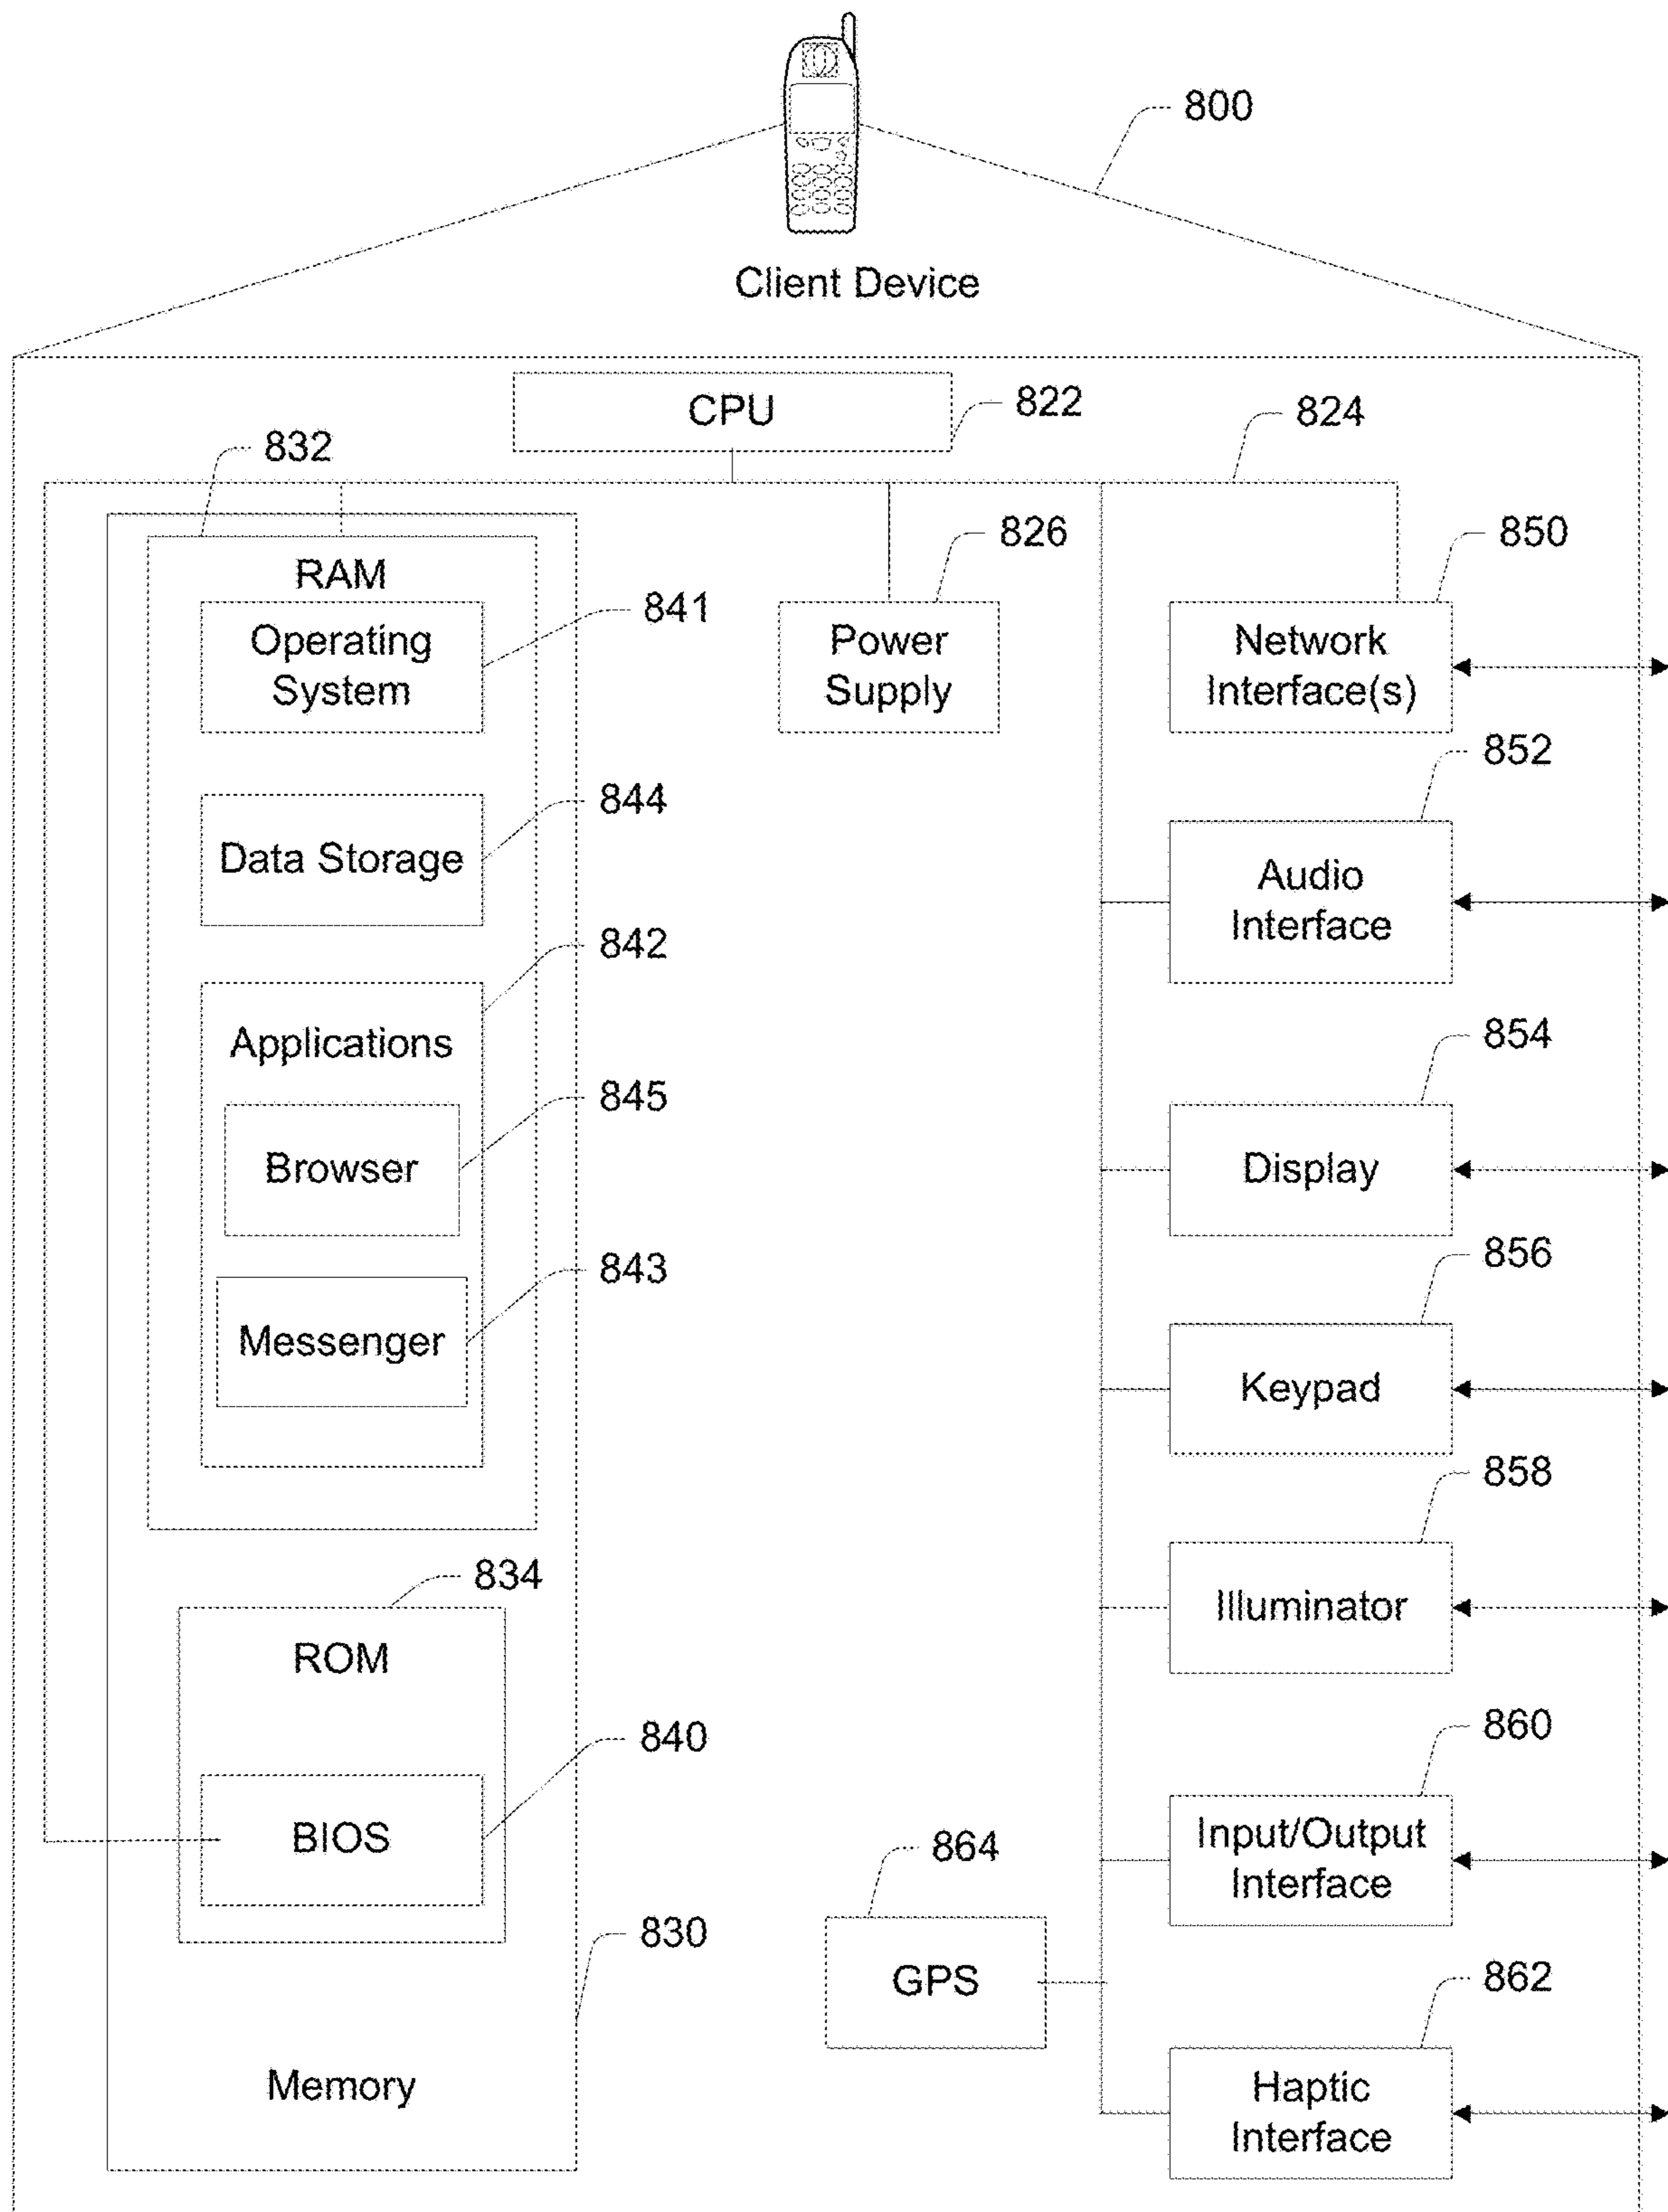 800
Client Device
CPU
822
824
832
RAM
826
850
Operating
System
841
Power
Supply
Network
Interface(s)
852
844
Data Storage
Audio
Interface
842
Applications
854
845
Browser
Display
856
843
Messenger
Keypad
858
834
ROM
Illuminator
840
860
BIOS
864
Input/Output
Interface
830
GPS
862
Memory
Haptic
Interface